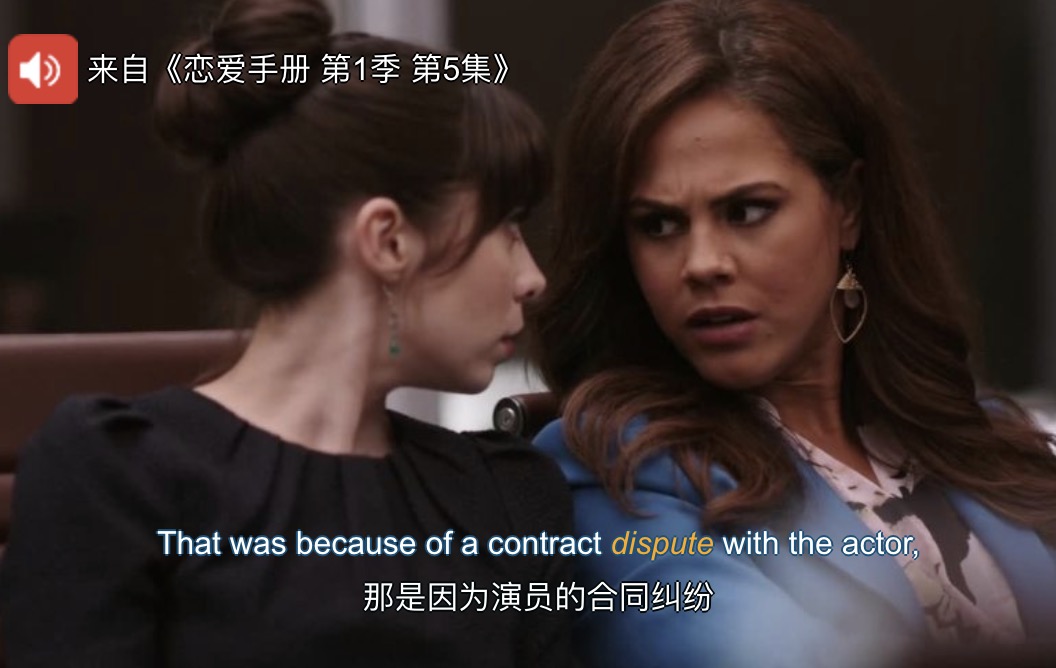 来自《恋爱手册 第1季 第5集》
That was because of a contract dispute with the actor,
那是因为演员的合同纠纷